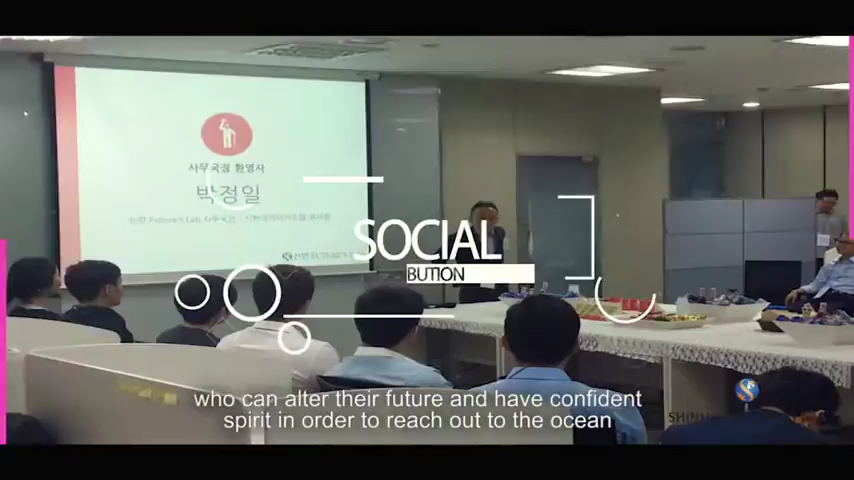 사무국장 환영사
박정일
SOCIAL
BUTION
who can alter their future and have confident
spirit in order to reach out to the ocean